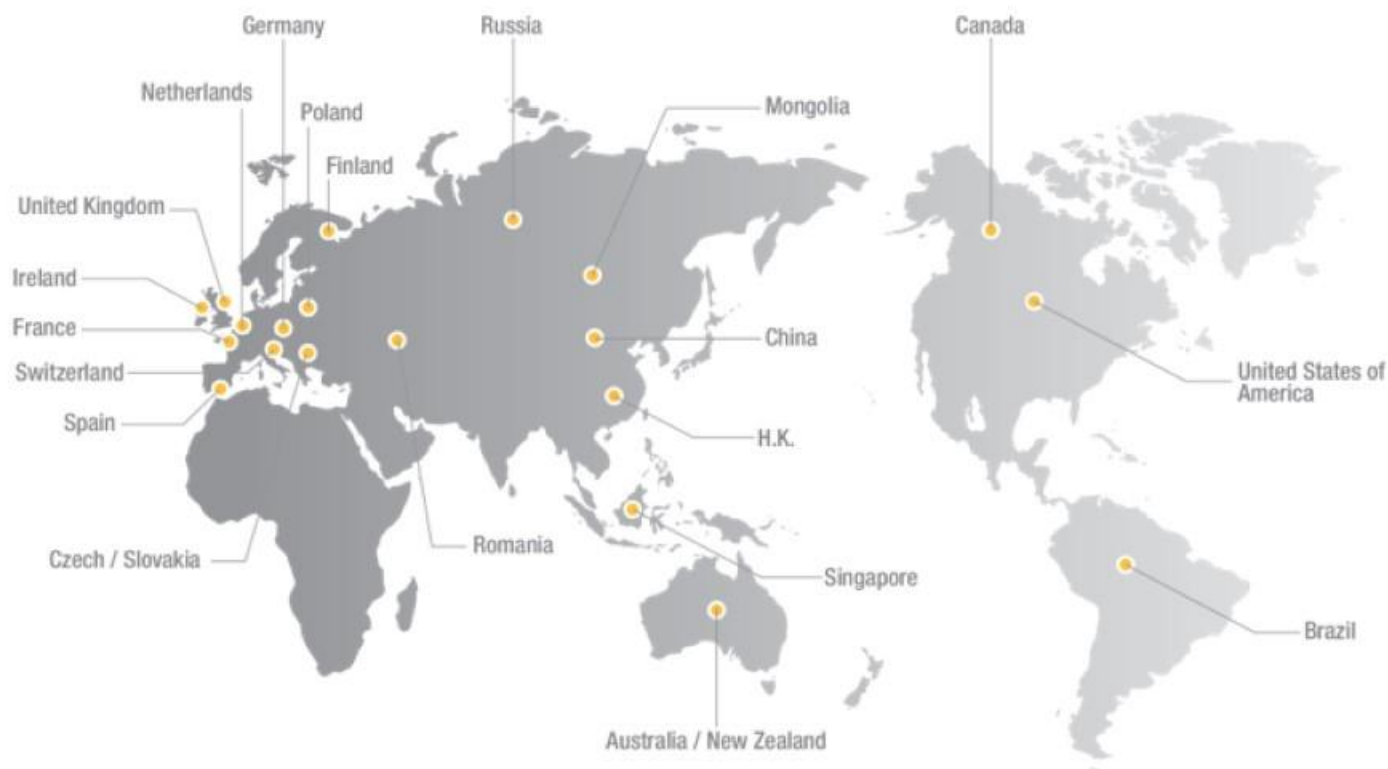 Germany
Russia
Canada
Netherlands
Poland
Mongolia
Finland
United Kingdom
Ireland
France
China
Switzerland
United States of
America
Spain
H.K.
Czech / Slovakia
Romania
Singapore
Brazil
Australia / New Zealand